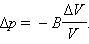 Δp = − B ΔV/V.